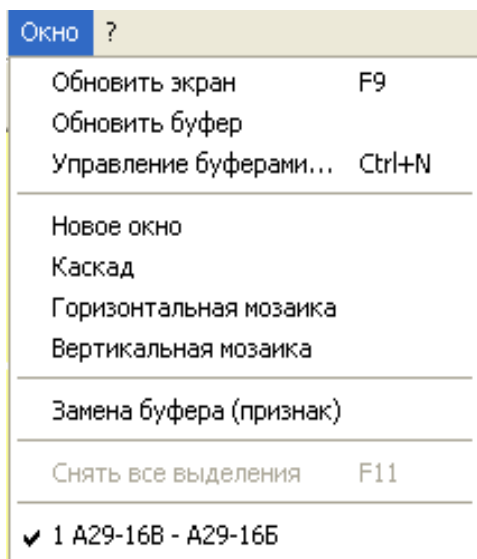 Окно ?
Обновить экран F9
Обновить буфер
Управление буферами... Ctrl+N
Новое окно
Каскад
Горизонтальная мозаика
Вертикальная мозаика
Замена буфера (признак)
Снять все выделения F11
1 А29-16В - А29-16Б